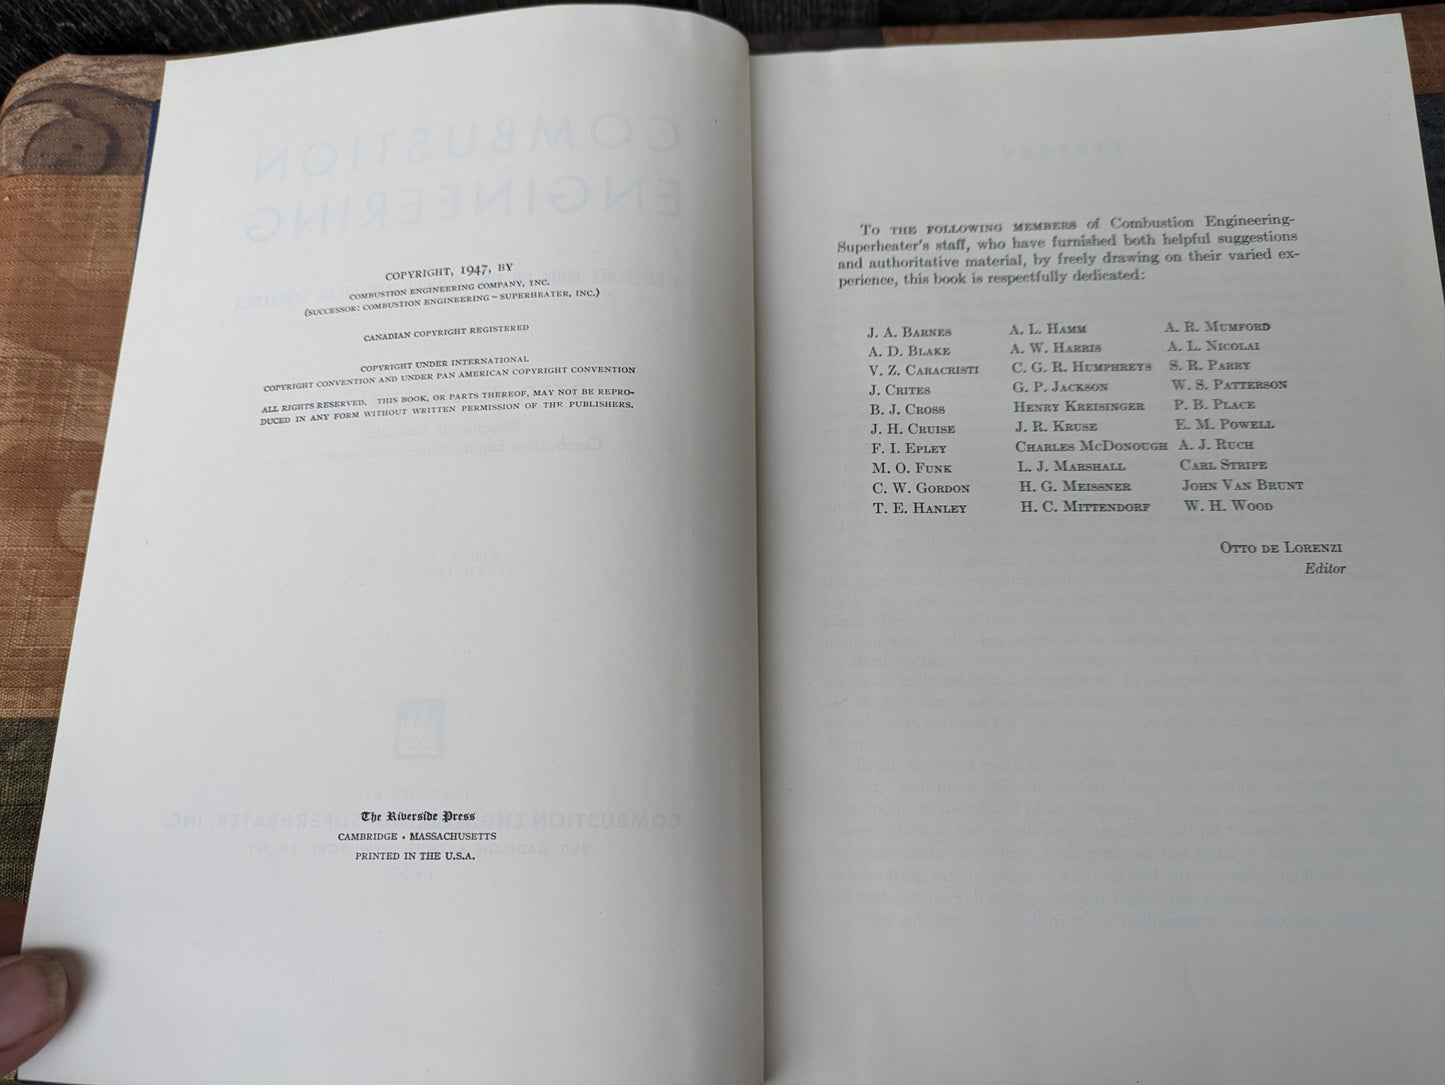 COPYRIGHT, 1947, BY
COMBUSTION ENGINEERING COMPANY, INC.
(SUCCESSOR: COMBUSTION ENGINEERING – SUPERHEATER, INC.)
CANADIAN COPYRIGHT REGISTERED
COPYRIGHT UNDER INTERNATIONAL
COPYRIGHT CONVENTION AND UNDER PAN AMERICAN COPYRIGHT CONVENTION
ALL RIGHTS RESERVED. THIS BOOK, OR PARTS THEREOF, MAY NOT BE REPRO-
DUCED IN ANY FORM WITHOUT WRITTEN PERMISSION OF THE PUBLISHERS.
The Riverside Press
CAMBRIDGE • MASSACHUSETTS
PRINTED IN THE U.S.A.
TO THE FOLLOWING MEMBERS of Combustion Engineering-
Superheater's staff, who have furnished both helpful suggestions
and authoritative material, by freely drawing on their varied ex-
perience, this book is respectfully dedicated:
J. A. BARNES A. L. HAMM A. R. MUMFORD
A. D. BLAKE A. W. HARRIS A. L. NICOLAI
V. Z. CARACRISTI C. G. R. HUMPHREYS S. R. PARRY
J. CRITES G. P. JACKSON W. S. PATTERSON
B. J. CROSS HENRY KREISINGER P. B. PLACE
J. H. CRUISE J. R. KRUSE E. M. POWELL
F. I. EPLEY CHARLES MCDONOUGH A. J. RUCH
M. O. FUNK L. J. MARSHALL CARL STRIPE
C. W. GORDON H. G. MEISSNER JOHN VAN BRUNT
T. E. HANLEY H. C. MITTENDORF W. H. WOOD
OTTO DE LORENZI
Editor